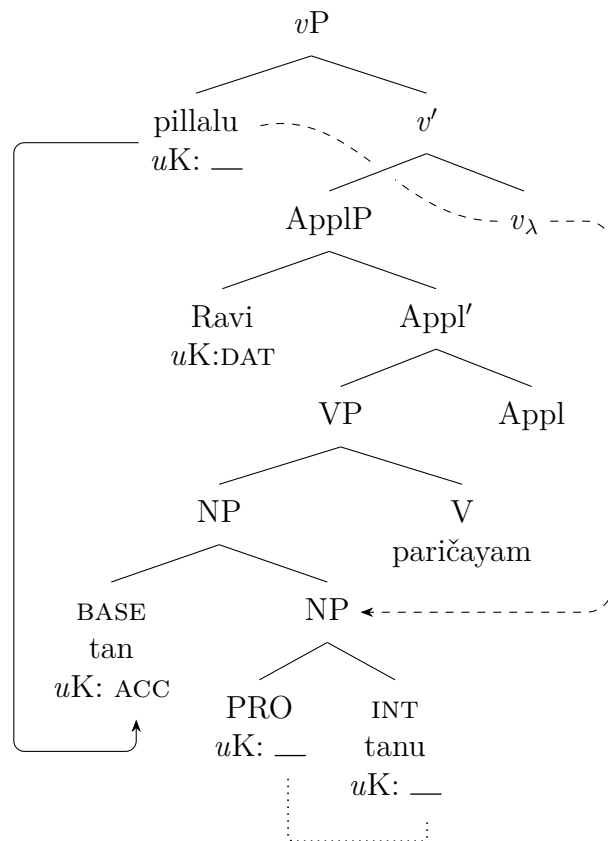 vP
pillalu v′
uK: __
ApplP vλ
Ravi Appl′
uK:DAT
VP Appl
NP V
paričayam
BASE NP
tan
uK: ACC
PRO INT
uK: __ tanu
uK: __